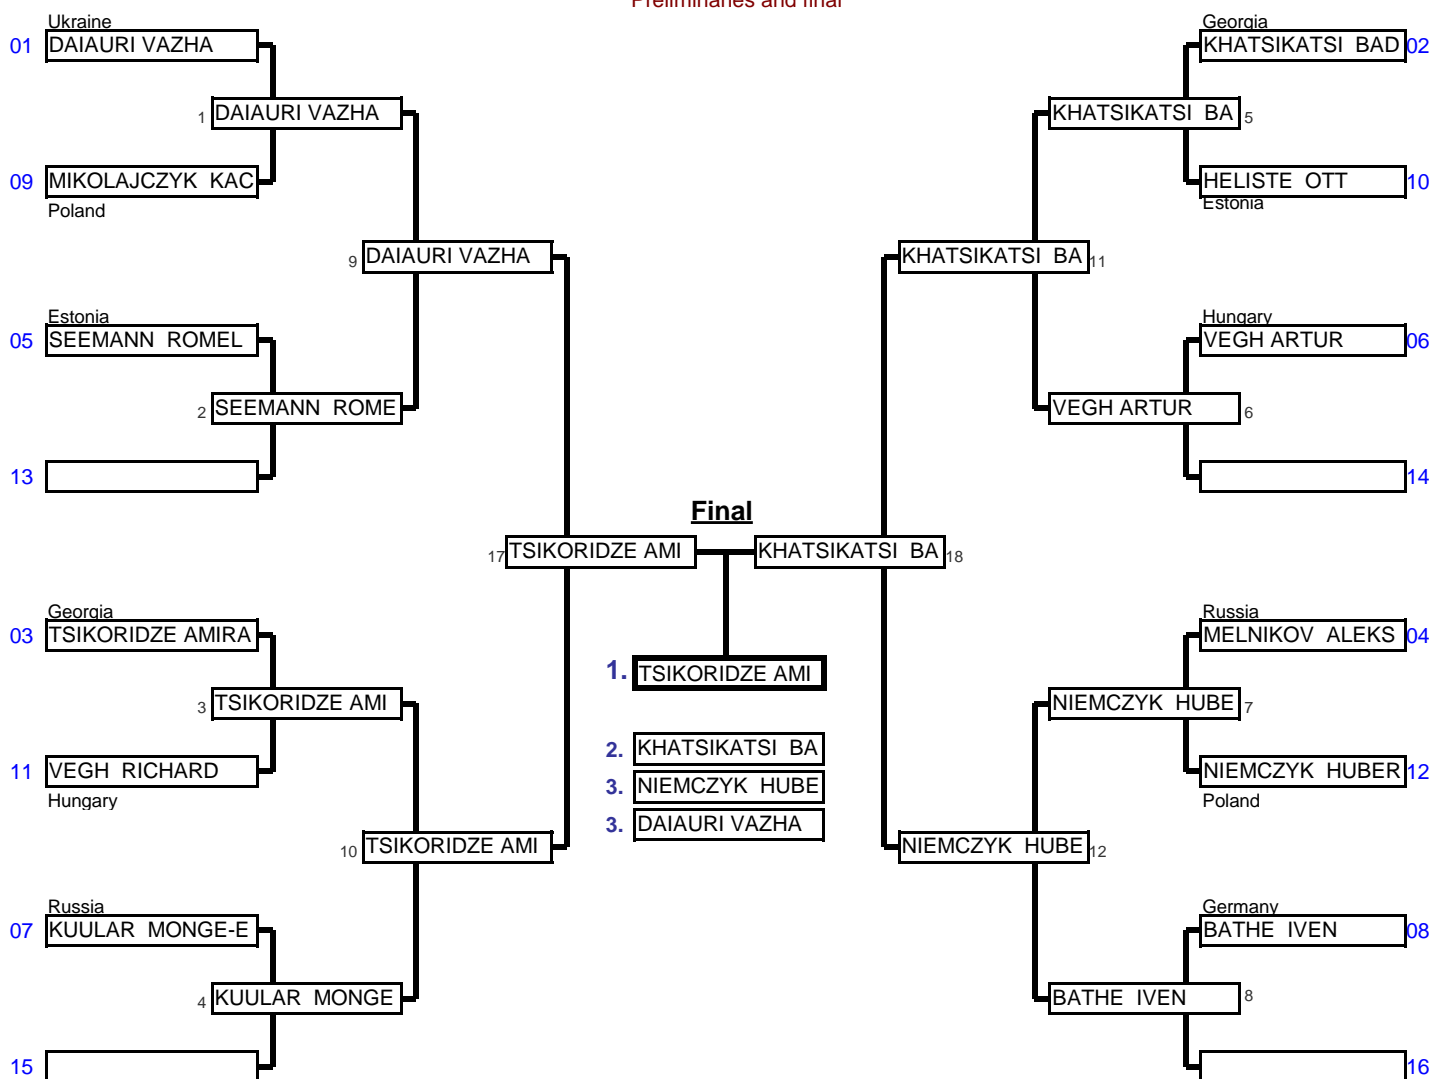 Preliminaries and final
Ukraine
01 DAIAURI VAZHA
1 DAIAURI VAZHA
09 MIKOLAJCZYK KAC
Poland
9 DAIAURI VAZHA
Estonia
05 SEEMANN ROMEL
2 SEEMANN ROME
13
17 TSIKORIDZE AMI
Georgia
03 TSIKORIDZE AMIRA
3 TSIKORIDZE AMI
11 VEGH RICHARD
Hungary
10 TSIKORIDZE AMI
Russia
07 KUULAR MONGE-E
4 KUULAR MONGE
15
Final
1. TSIKORIDZE AMI
2. KHATSIKATSI BA
3. NIEMCZYK HUBE
3. DAIAURI VAZHA
Georgia
KHATSIKATSI BAD 02
KHATSIKATSI BA 5
HELISTE OTT 10
Estonia
KHATSIKATSI BA 11
Hungary
VEGH ARTUR 06
VEGH ARTUR 6
14
KHATSIKATSI BA 18
Russia
MELNIKOV ALEKS 04
NIEMCZYK HUBE 7
NIEMCZYK HUBER 12
Poland
NIEMCZYK HUBE 12
Germany
BATHE IVEN 08
BATHE IVEN 8
16